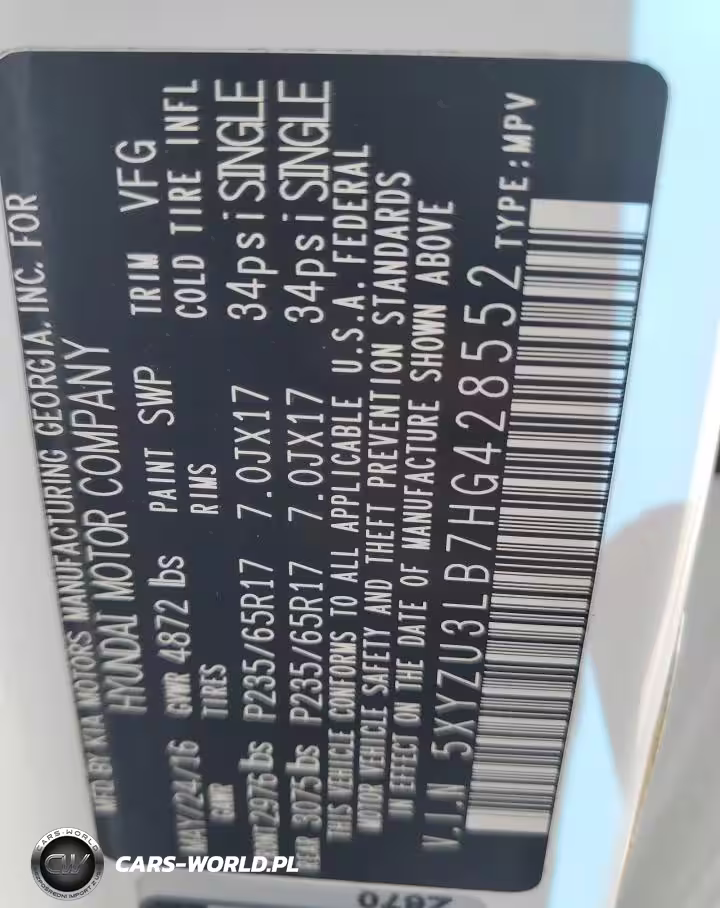 MFD BY KIA MOTORS MANUFACTURING GEORGIA, INC. FOR
HYUNDAI MOTOR COMPANY
MAY/24/16 GVWR 4872 lbs PAINT SWP TRIM VFG
GAWR TIRES RIMS COLD TIRE INFL
FRONT 2976 lbs P235/65R17 7.0JX17 34psi SINGLE
REAR 3075 lbs P235/65R17 7.0JX17 34psi SINGLE
THIS VEHICLE CONFORMS TO ALL APPLICABLE U.S.A. FEDERAL
MOTOR VEHICLE SAFETY AND THEFT PREVENTION STANDARDS
IN EFFECT ON THE DATE OF MANUFACTURE SHOWN ABOVE
V.I.N 5XYZU3LB7HG428552 TYPE:MPV
CARS-WORLD
CW
CARS-WORLD.PL